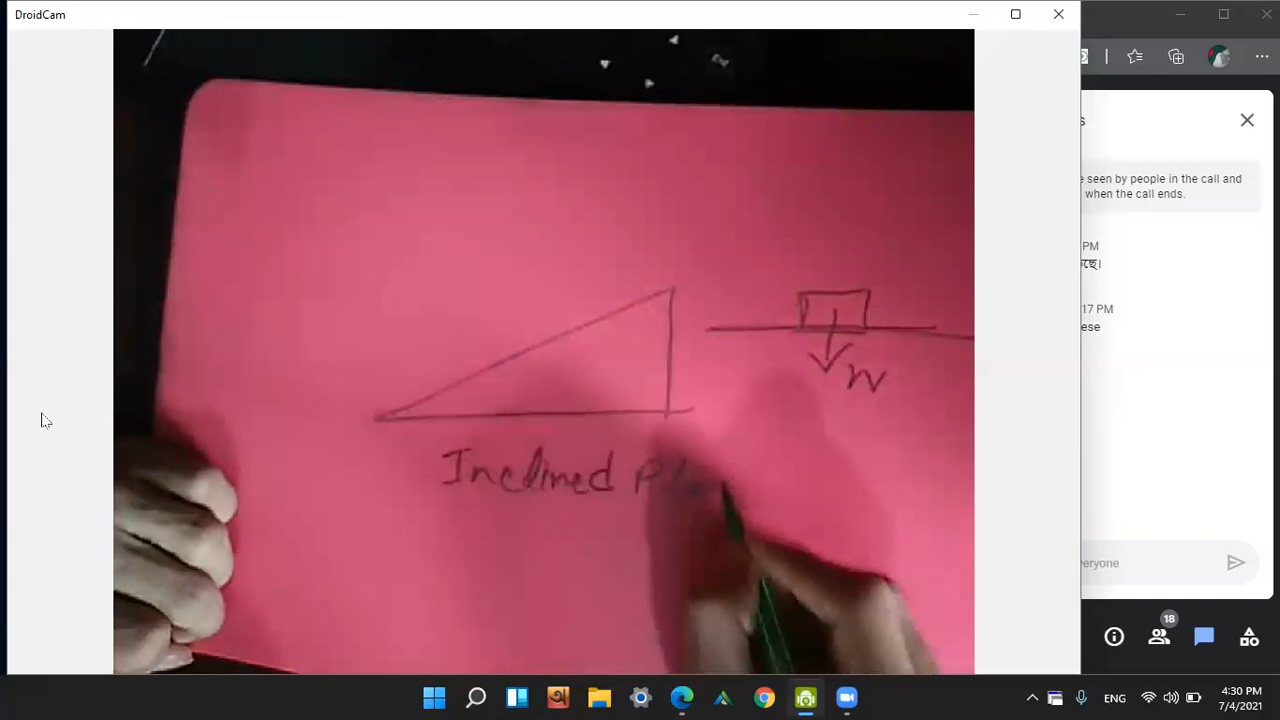 DroidCam
s
e seen by people in the call and
when the call ends.
PM
17 PM
ese
W
Inclined Pl
eryone
18
ENG
4:30 PM
7/4/2021